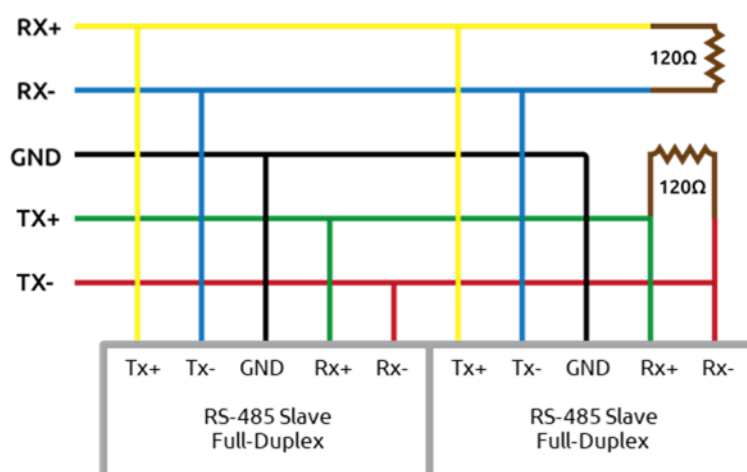 RX+
120Ω
RX-
GND
120Ω
TX+
TX-
Tx+ Tx- GND Rx+ Rx- Tx+ Tx- GND Rx+ Rx-
RS-485 Slave
Full-Duplex
RS-485 Slave
Full-Duplex